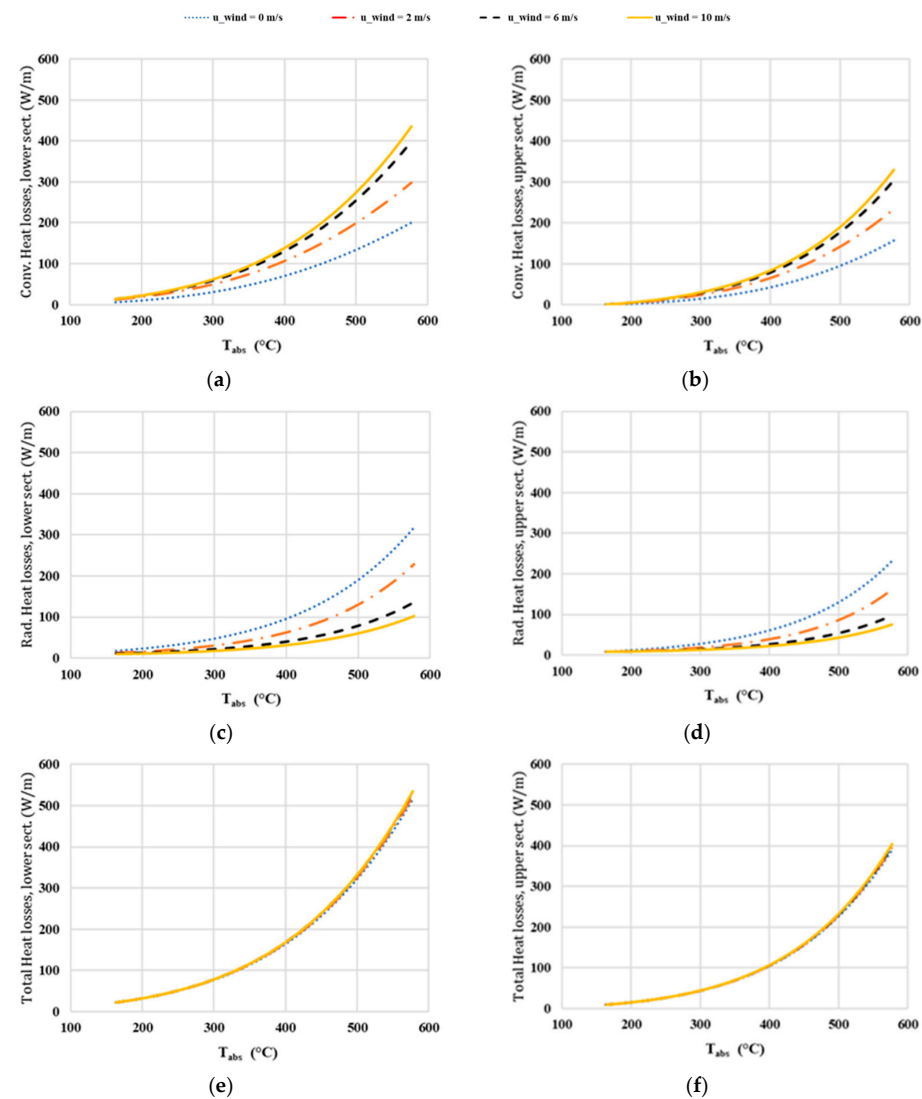 u_wind = 0 m/s u_wind = 2 m/s u_wind = 6 m/s u_wind = 10 m/s
Conv. Heat losses, lower sect. (W/m)
600
500
400
300
200
100
0
100 200 300 400 500 600
T_abs (°C)
(a)
Conv. Heat losses, upper sect. (W/m)
600
500
400
300
200
100
0
100 200 300 400 500 600
T_abs (°C)
(b)
Rad. Heat losses, lower sect. (W/m)
600
500
400
300
200
100
0
100 200 300 400 500 600
T_abs (°C)
(c)
Rad. Heat losses, upper sect. (W/m)
600
500
400
300
200
100
0
100 200 300 400 500 600
T_abs (°C)
(d)
Total Heat losses, lower sect. (W/m)
600
500
400
300
200
100
0
100 200 300 400 500 600
T_abs (°C)
(e)
Total Heat losses, upper sect. (W/m)
600
500
400
300
200
100
0
100 200 300 400 500 600
T_abs (°C)
(f)